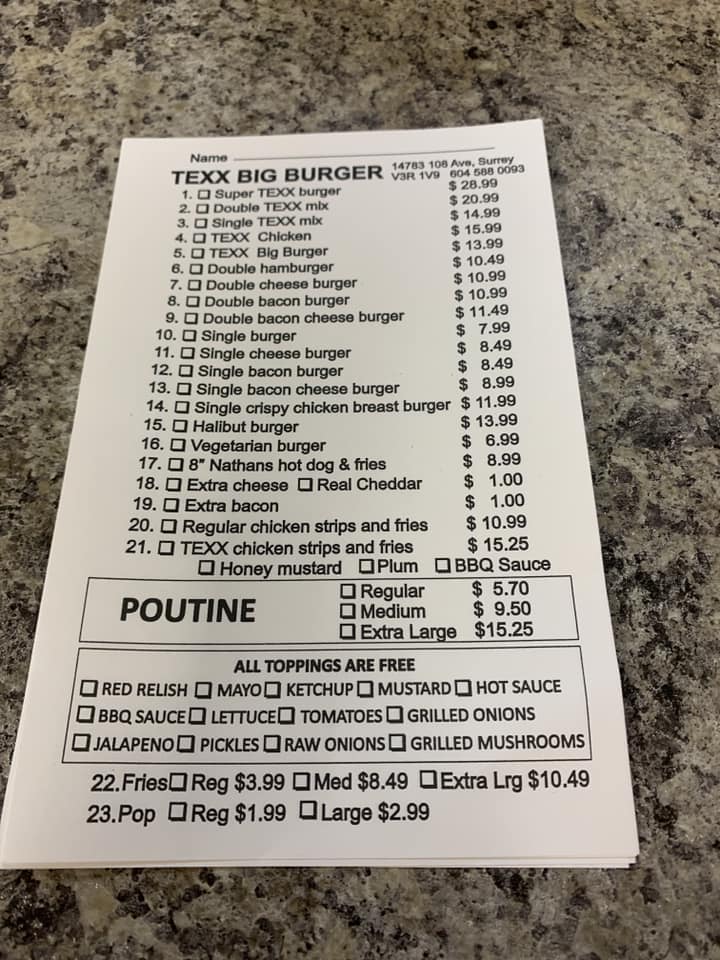 Name
TEXX BIG BURGER 14783 108 Ave, Surrey
V3R 1V9 604 588 0093
1. ☐ Super TEXX burger $ 28.99
2. ☐ Double TEXX mix $ 20.99
3. ☐ Single TEXX mix $ 14.99
4. ☐ TEXX Chicken $ 15.99
5. ☐ TEXX Big Burger $ 13.99
6. ☐ Double hamburger $ 10.49
7. ☐ Double cheese burger $ 10.99
8. ☐ Double bacon burger $ 10.99
9. ☐ Double bacon cheese burger $ 11.49
10. ☐ Single burger $ 7.99
11. ☐ Single cheese burger $ 8.49
12. ☐ Single bacon burger $ 8.49
13. ☐ Single bacon cheese burger $ 8.99
14. ☐ Single crispy chicken breast burger $ 11.99
15. ☐ Halibut burger $ 13.99
16. ☐ Vegetarian burger $ 6.99
17. ☐ 8" Nathans hot dog & fries $ 8.99
18. ☐ Extra cheese ☐ Real Cheddar $ 1.00
19. ☐ Extra bacon $ 1.00
20. ☐ Regular chicken strips and fries $ 10.99
21. ☐ TEXX chicken strips and fries $ 15.25
☐ Honey mustard ☐ Plum ☐ BBQ Sauce
POUTINE
☐ Regular $ 5.70
☐ Medium $ 9.50
☐ Extra Large $15.25
ALL TOPPINGS ARE FREE
☐ RED RELISH ☐ MAYO ☐ KETCHUP ☐ MUSTARD ☐ HOT SAUCE
☐ BBQ SAUCE ☐ LETTUCE ☐ TOMATOES ☐ GRILLED ONIONS
☐ JALAPENO ☐ PICKLES ☐ RAW ONIONS ☐ GRILLED MUSHROOMS
22.Fries ☐ Reg $3.99 ☐ Med $8.49 ☐ Extra Lrg $10.49
23.Pop ☐ Reg $1.99 ☐ Large $2.99